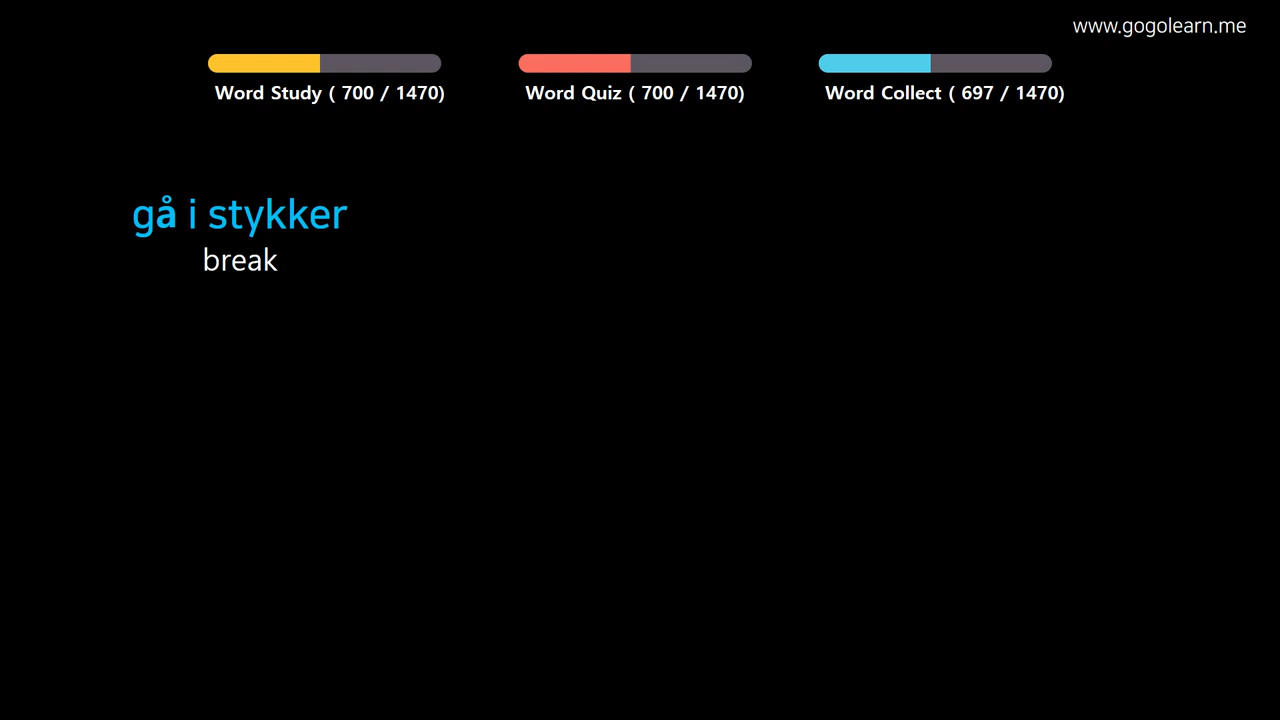 www.gogolearn.me
Word Study ( 700 / 1470)
Word Quiz ( 700 / 1470)
Word Collect ( 697 / 1470)
gå i stykker
break